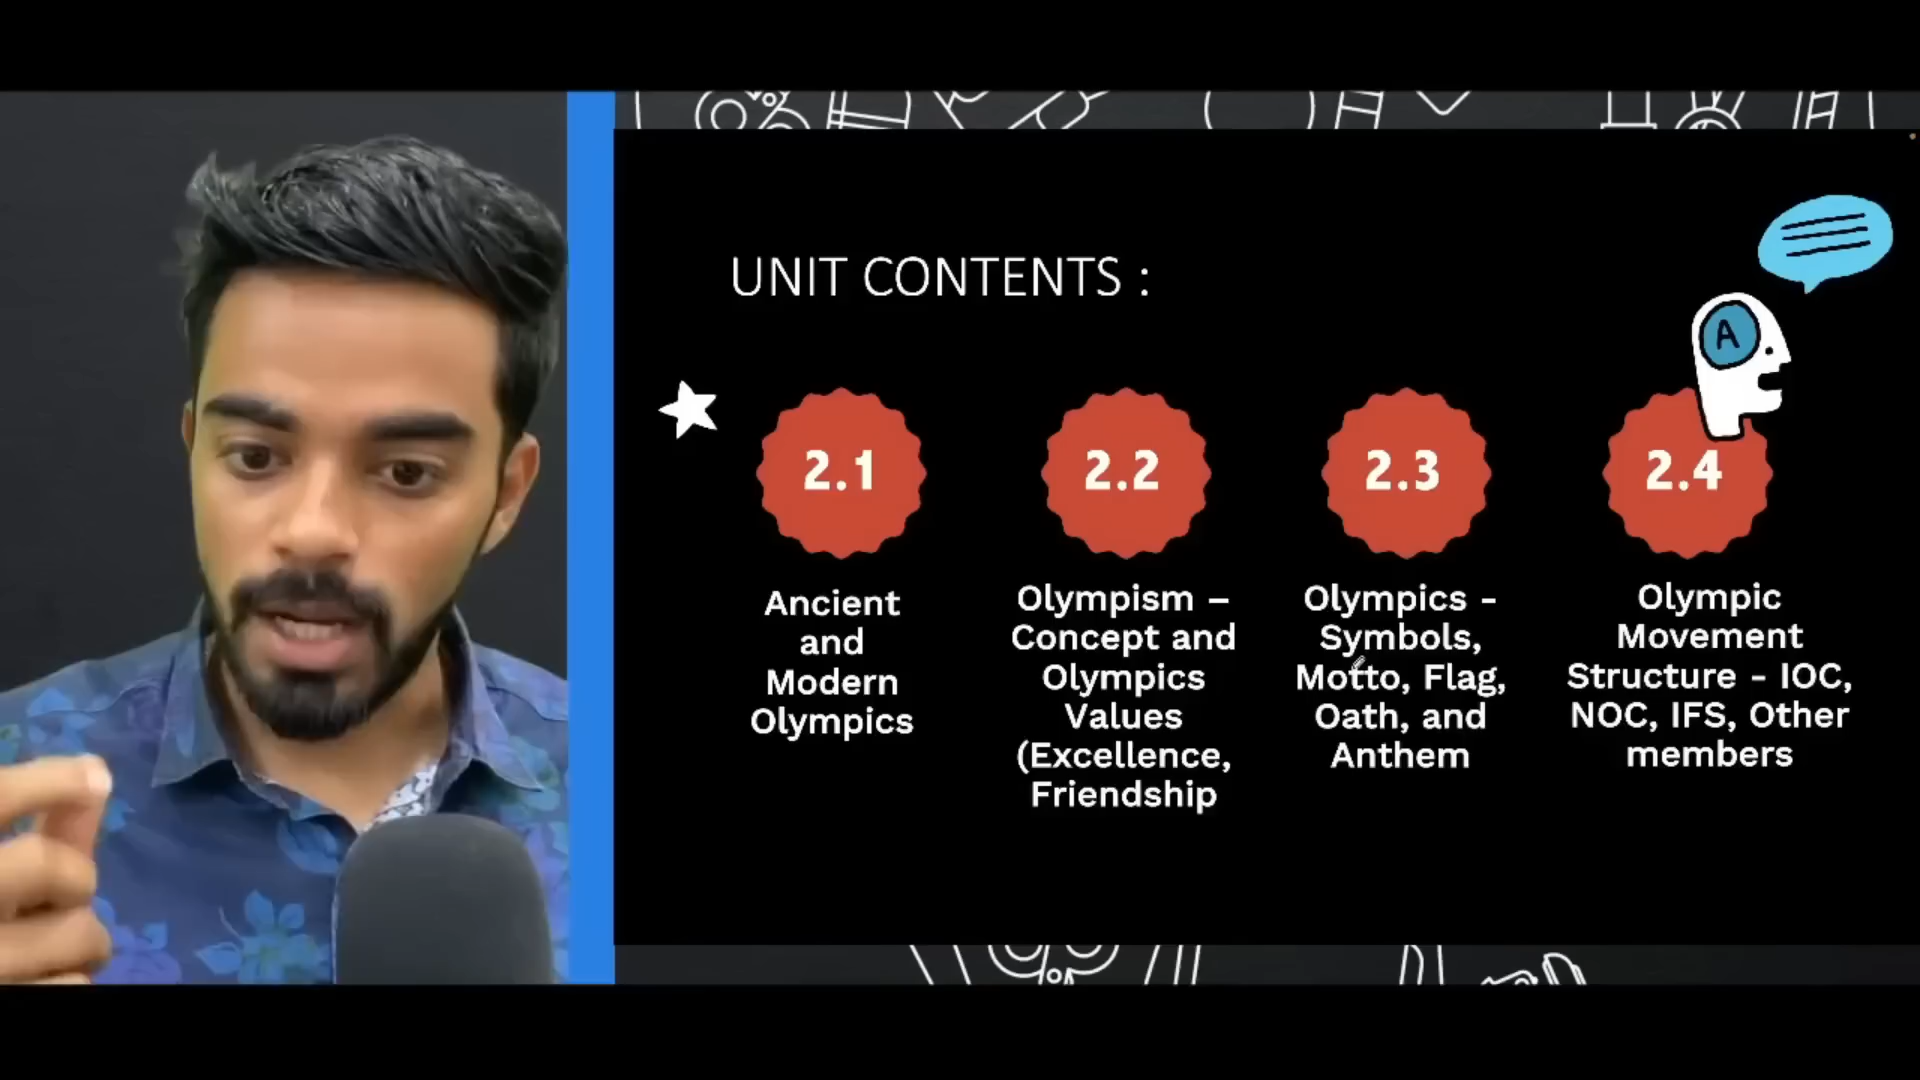 UNIT CONTENTS :
A
2.1
Ancient
and
Modern
Olympics
2.2
Olympism –
Concept and
Olympics
Values
(Excellence,
Friendship
2.3
Olympics -
Symbols,
Motto, Flag,
Oath, and
Anthem
2.4
Olympic
Movement
Structure - IOC,
NOC, IFS, Other
members